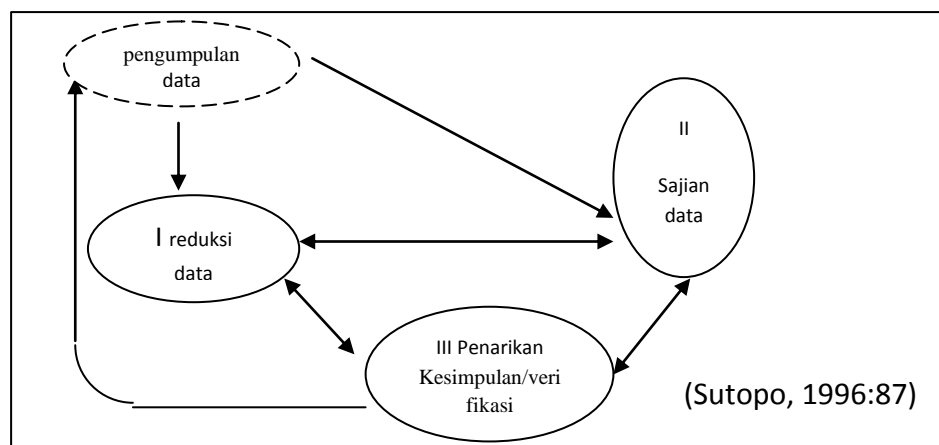 pengumpulan
data
II
Sajian
data
I reduksi
data
III Penarikan
Kesimpulan/veri
fikasi
(Sutopo, 1996:87)